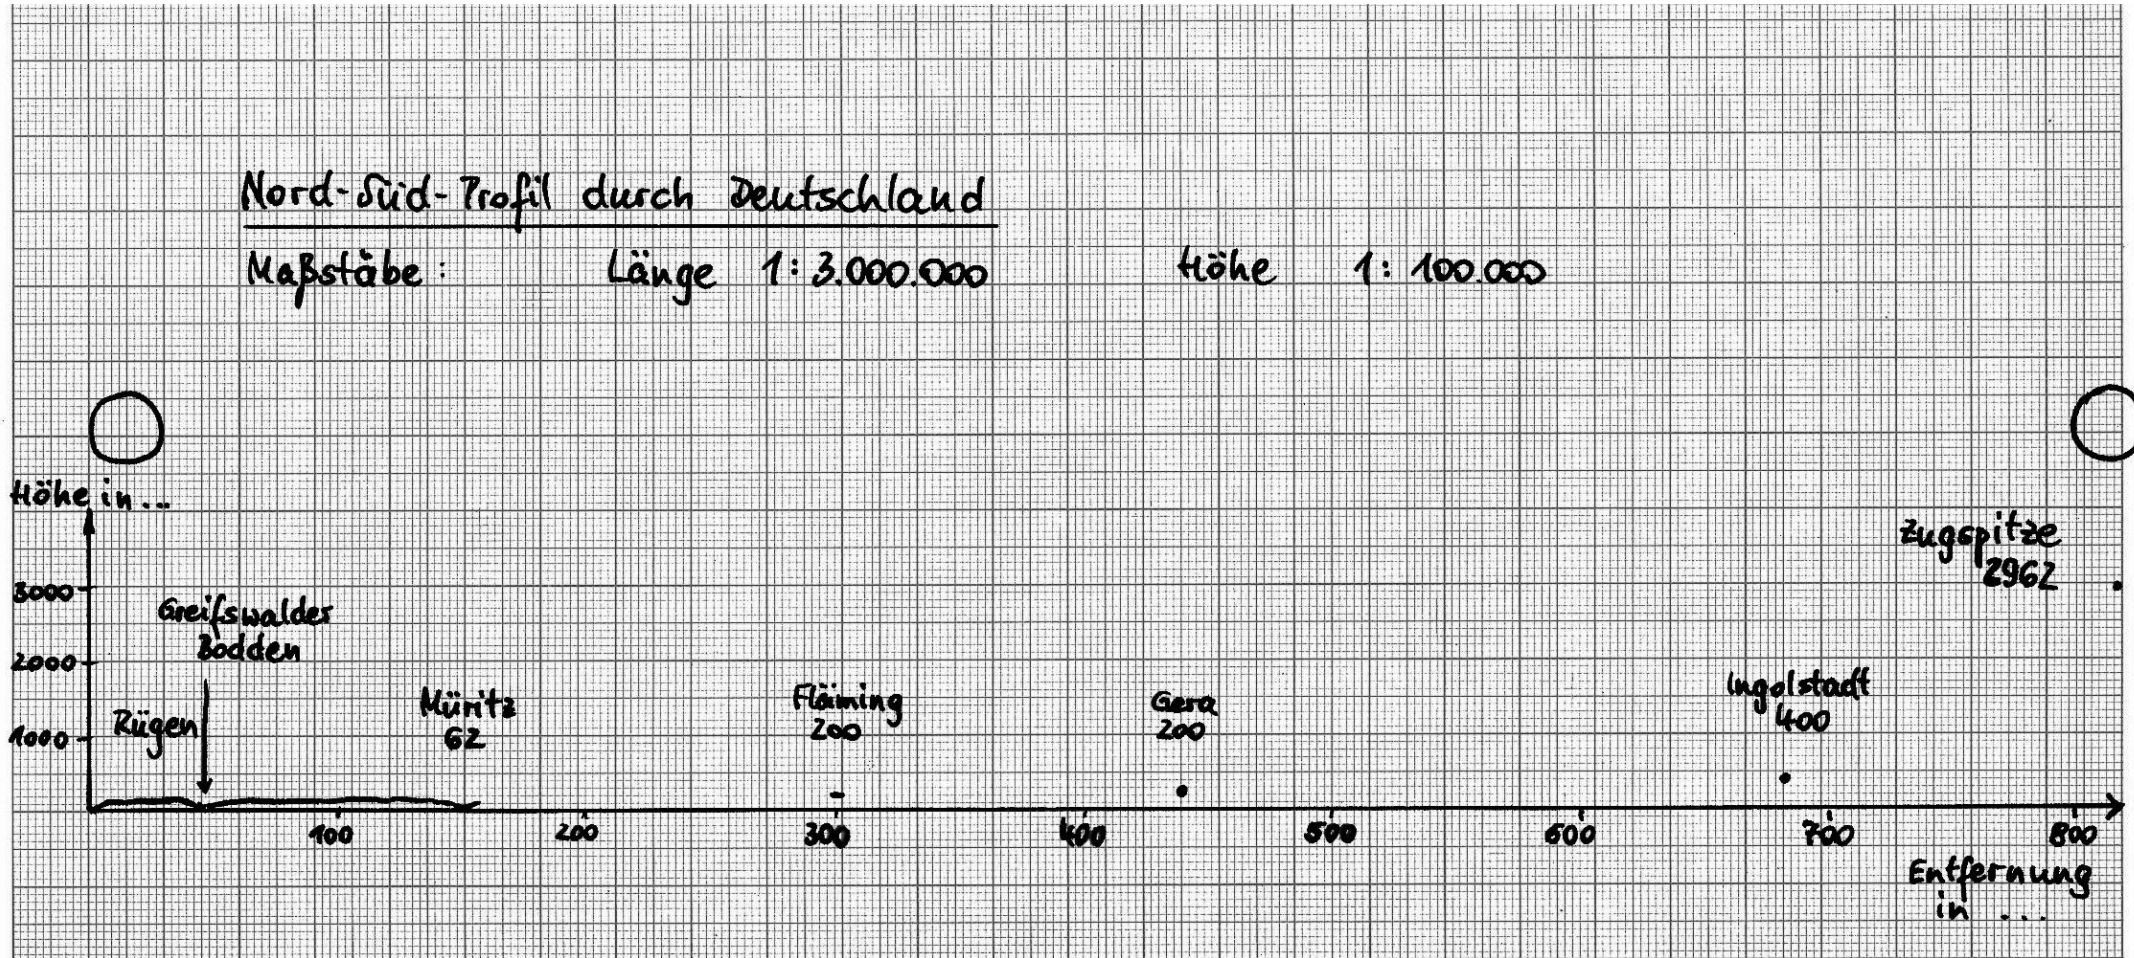 Nord-Süd-Profil durch Deutschland
Maßstäbe: Länge 1: 3.000.000 Höhe 1: 100.000
Höhe in ...
3000
2000
1000
Greifswalder
Bodden
Rügen
Müritz
62
Fläming
200
Gera
200
Ingolstadt
400
Zugspitze
2962
100 200 300 400 500 600 700 800
Entfernung
in ...